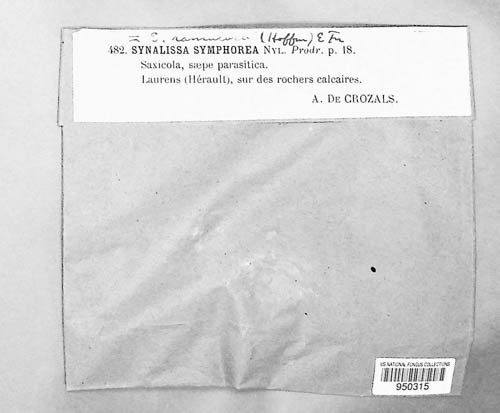 = S. ramulosa (Hoffm) E Fr
482. SYNALISSA SYMPHOREA NYL. Prodr. p. 18.
Saxicola, sæpe parasitica.
Laurens (Hérault), sur des rochers calcaires.
A. DE CROZALS.
US NATIONAL FUNGUS COLLECTIONS
950315